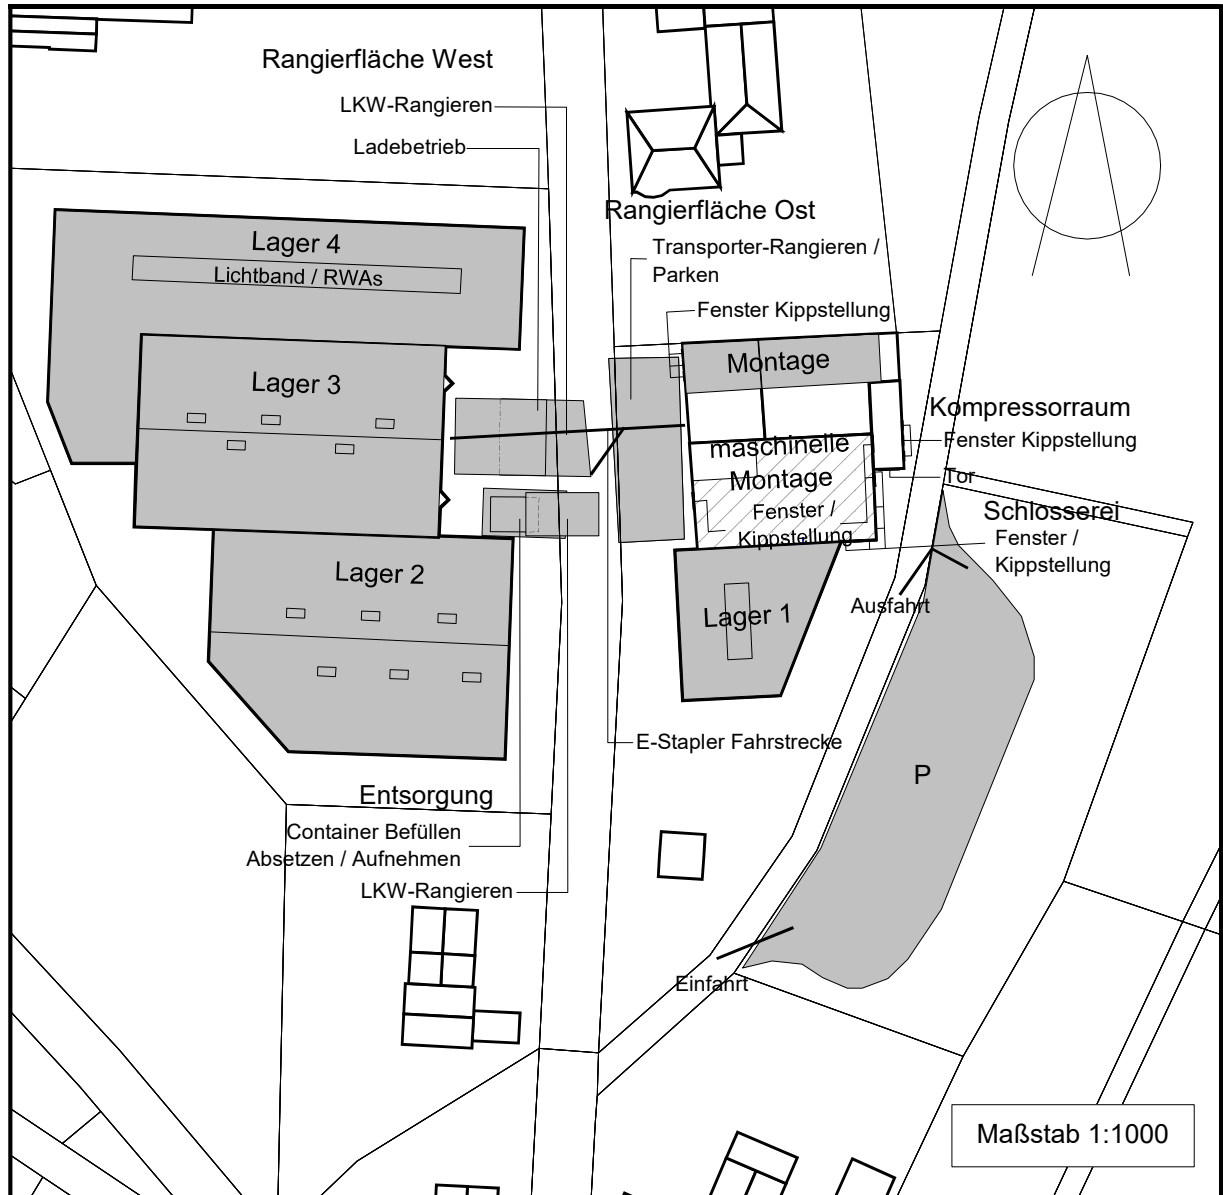 Rangierfläche West
LKW-Rangieren
Ladebetrieb
Rangierfläche Ost
Transporter-Rangieren /
Parken
Fenster Kippstellung
Lager 4
Lichtband / RWAs
Lager 3
Montage
Kompressorraum
Fenster Kippstellung
Tor
maschinelle
Montage
Fenster /
Kippstellung
Schlosserei
Fenster /
Kippstellung
Lager 2
Lager 1
Ausfahrt
E-Stapler Fahrstrecke
P
Entsorgung
Container Befüllen
Absetzen / Aufnehmen
LKW-Rangieren
Einfahrt
Maßstab 1:1000